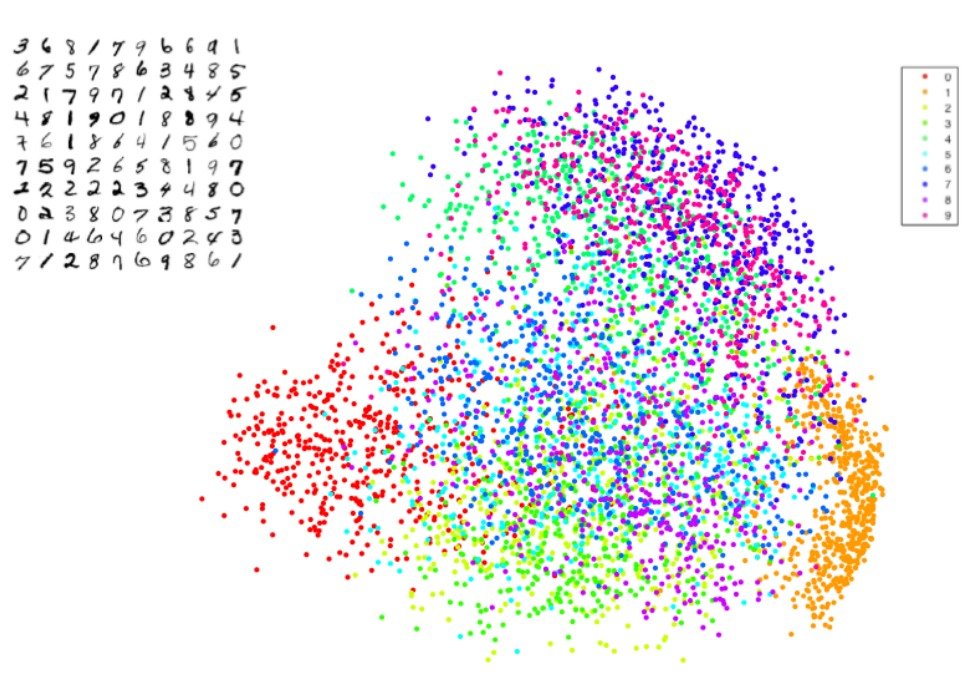 3 6 8 1 7 9 6 6 9 1
6 7 5 7 8 6 3 4 8 5
2 1 7 9 7 1 2 8 4 5
4 8 1 9 0 1 8 8 9 4
7 6 1 8 6 4 1 5 6 0
7 5 9 2 6 5 8 1 9 7
2 2 2 2 2 3 4 4 8 0
0 2 3 8 0 7 3 8 5 7
0 1 4 6 4 6 0 2 4 3
7 1 2 8 7 6 9 8 6 1
0
1
2
3
4
5
6
7
8
9